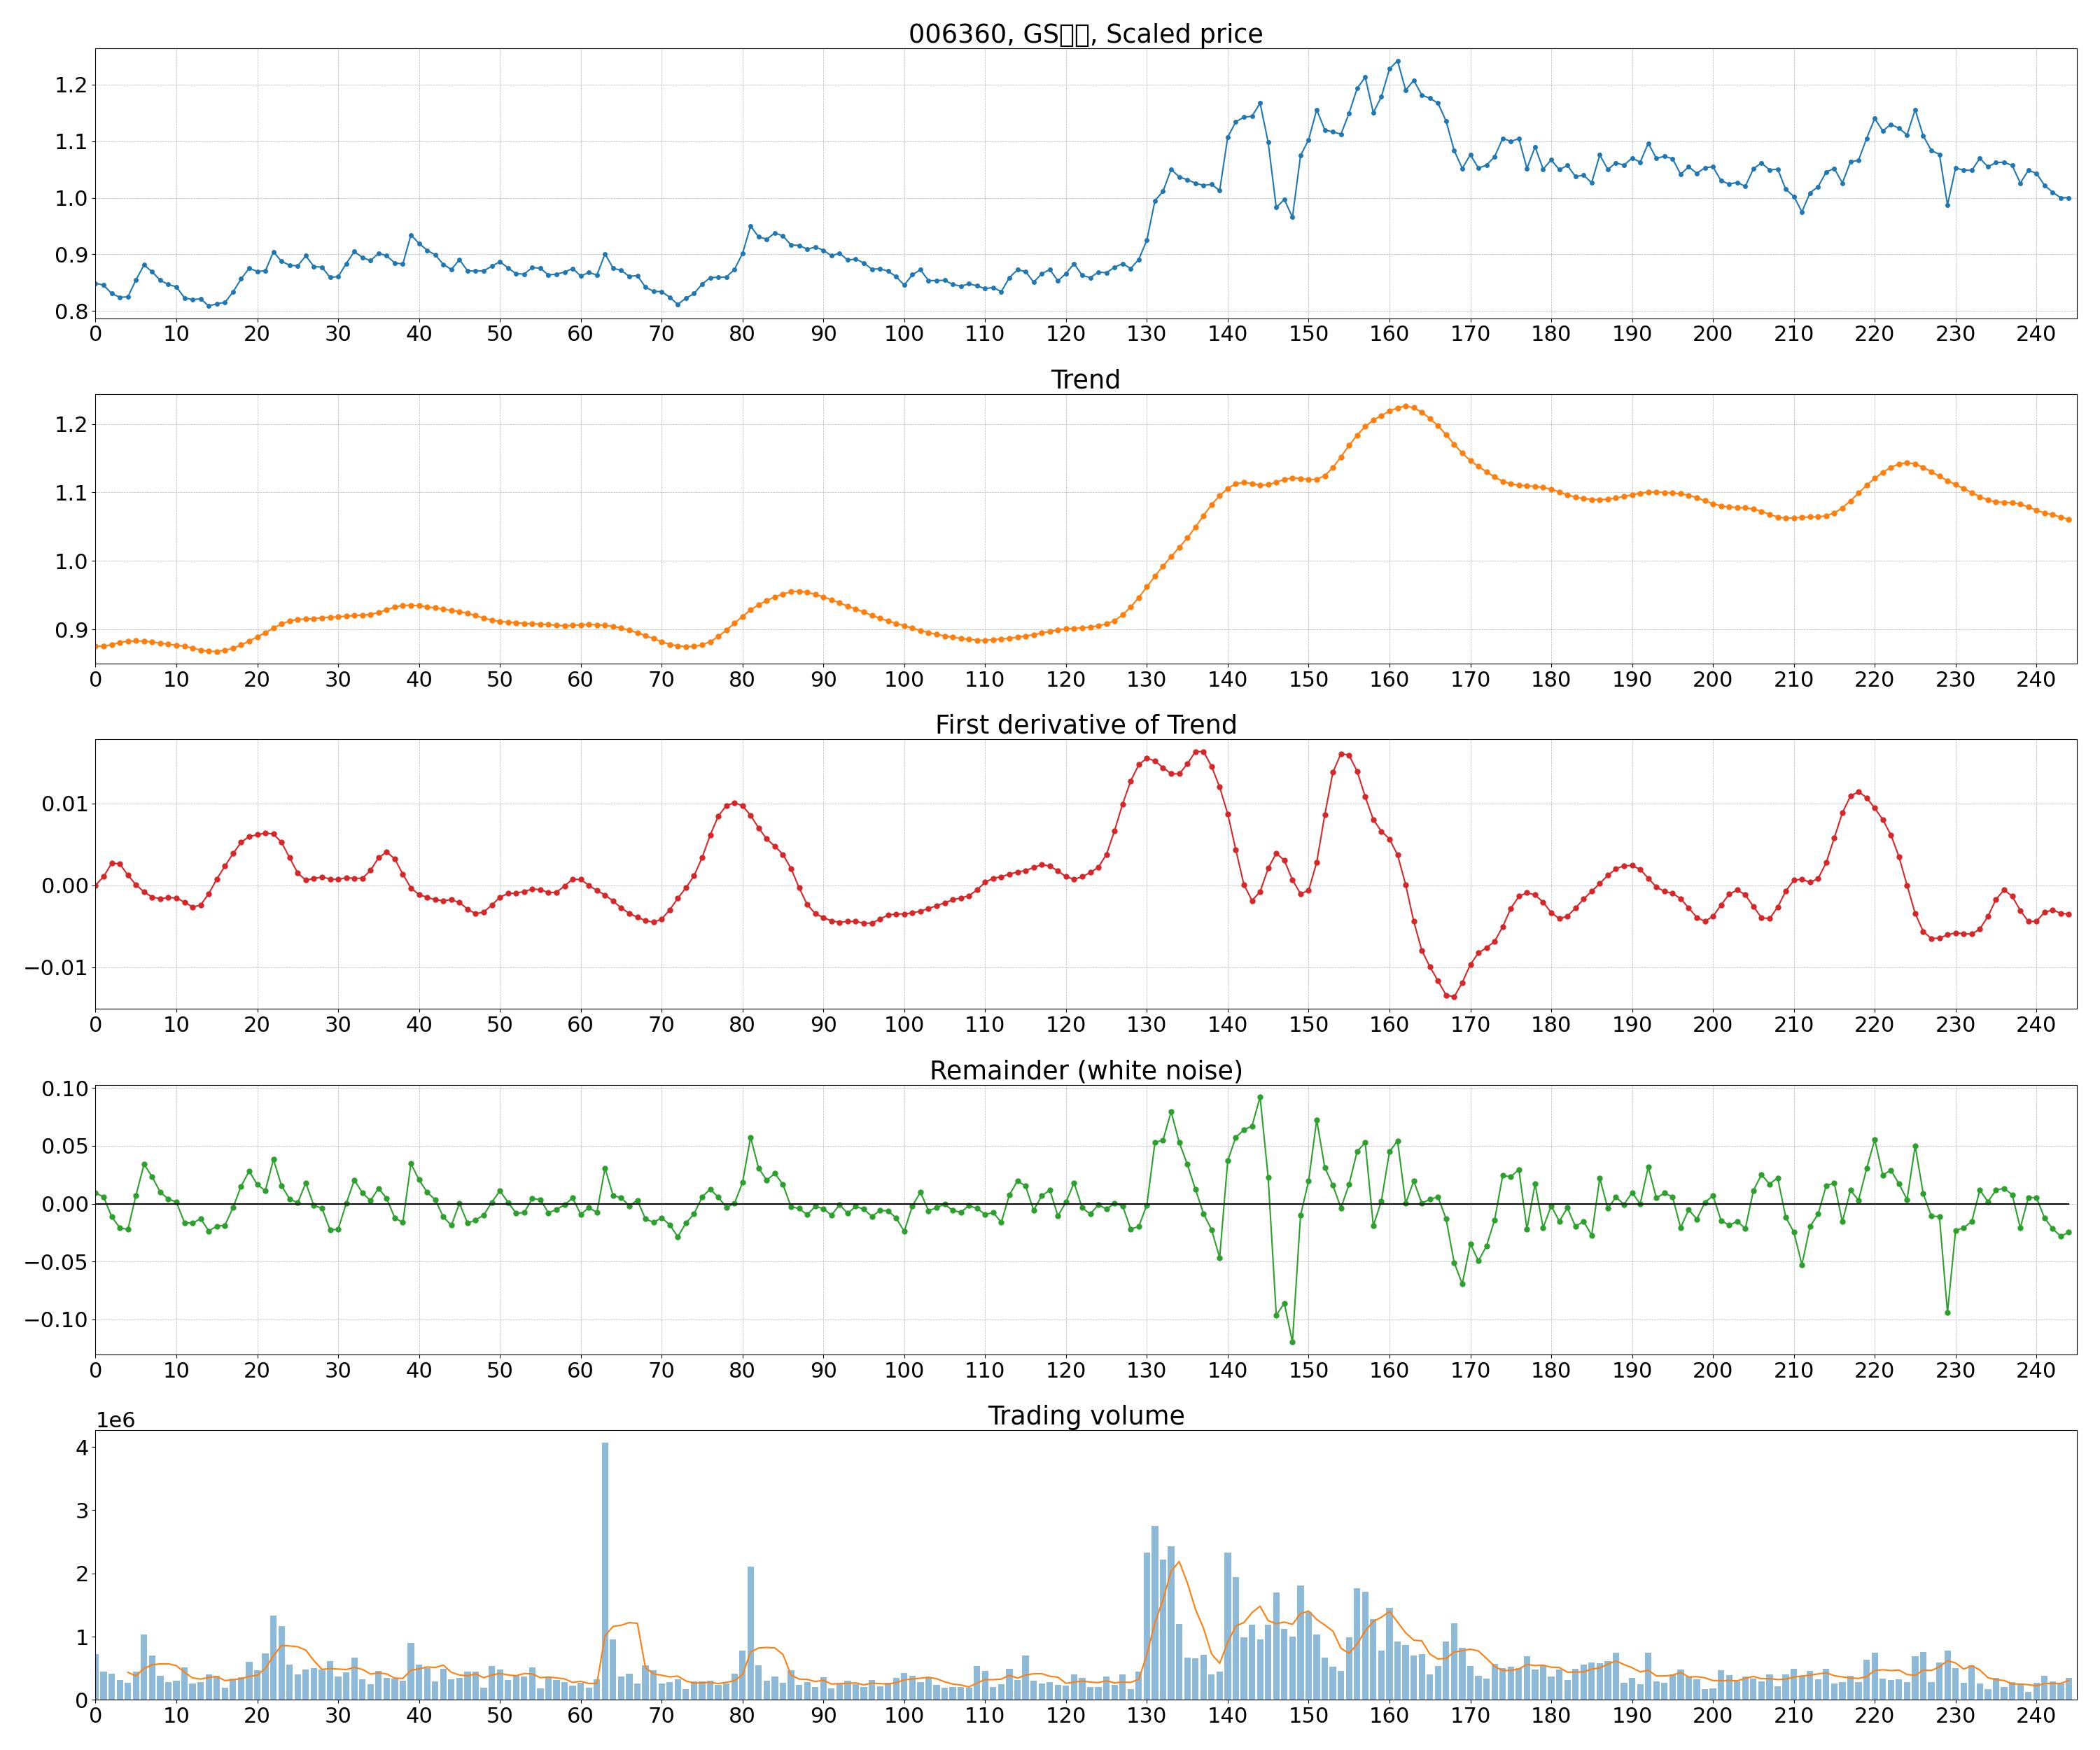 006360, GS□□, Scaled price
1.2
1.1
1.0
0.9
0.8
0 10 20 30 40 50 60 70 80 90 100 110 120 130 140 150 160 170 180 190 200 210 220 230 240
Trend
1.2
1.1
1.0
0.9
0 10 20 30 40 50 60 70 80 90 100 110 120 130 140 150 160 170 180 190 200 210 220 230 240
First derivative of Trend
0.01
0.00
−0.01
0 10 20 30 40 50 60 70 80 90 100 110 120 130 140 150 160 170 180 190 200 210 220 230 240
Remainder (white noise)
0.10
0.05
0.00
−0.05
−0.10
0 10 20 30 40 50 60 70 80 90 100 110 120 130 140 150 160 170 180 190 200 210 220 230 240
Trading volume
1e6
4
3
2
1
0
0 10 20 30 40 50 60 70 80 90 100 110 120 130 140 150 160 170 180 190 200 210 220 230 240